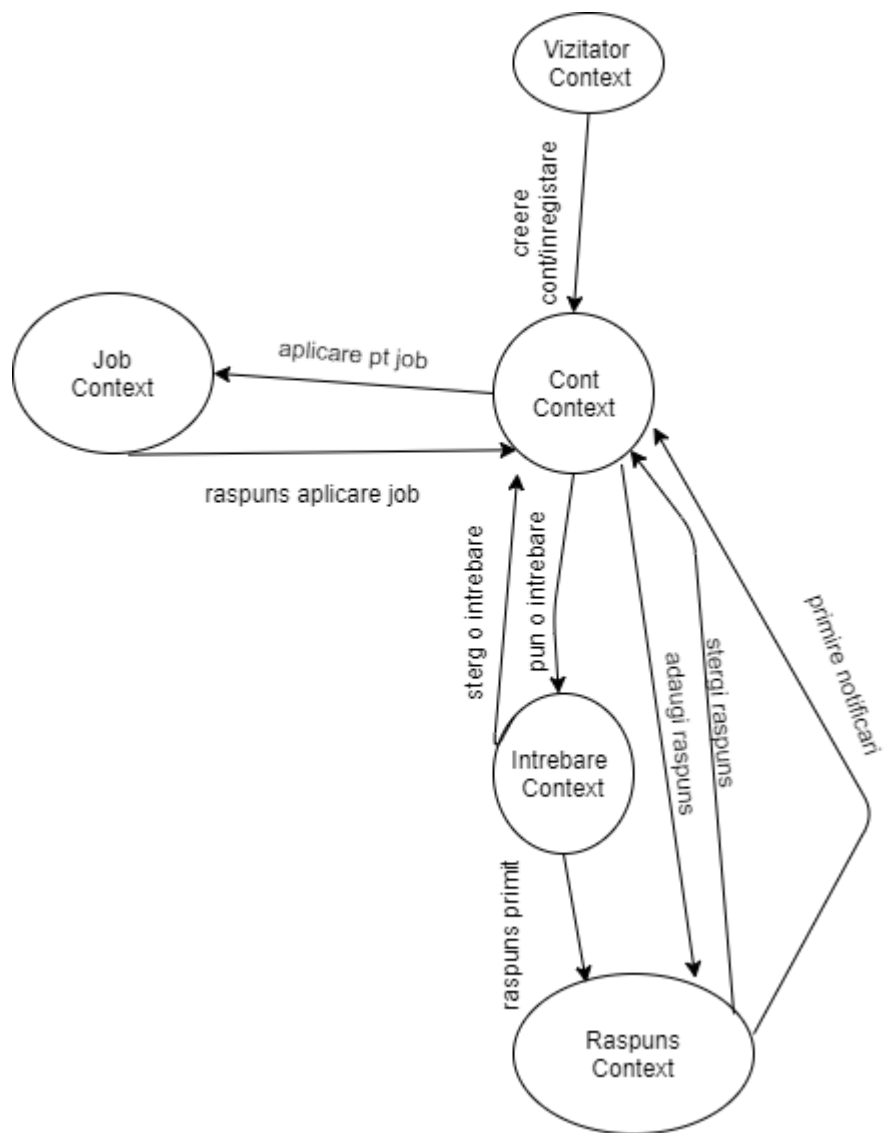 Vizitator
Context
creere
cont/inregistare
Job
Context
aplicare pt job
Cont
Context
raspuns aplicare job
sterg o intrebare
pun o intrebare
adaugi raspuns
stergi raspuns
primire notificari
Intrebare
Context
raspuns primit
Raspuns
Context